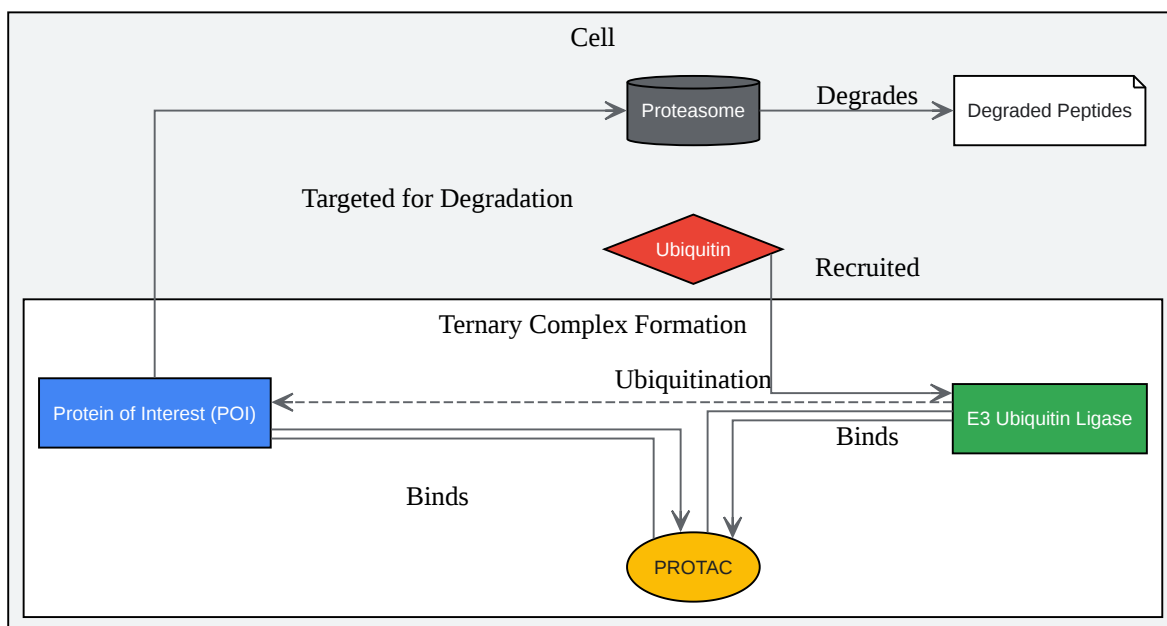 Cell
Proteasome
Degrades
Degraded Peptides
Targeted for Degradation
Ubiquitin
Recruited
Ternary Complex Formation
Ubiquitination
Protein of Interest (POI)
E3 Ubiquitin Ligase
Binds
Binds
PROTAC